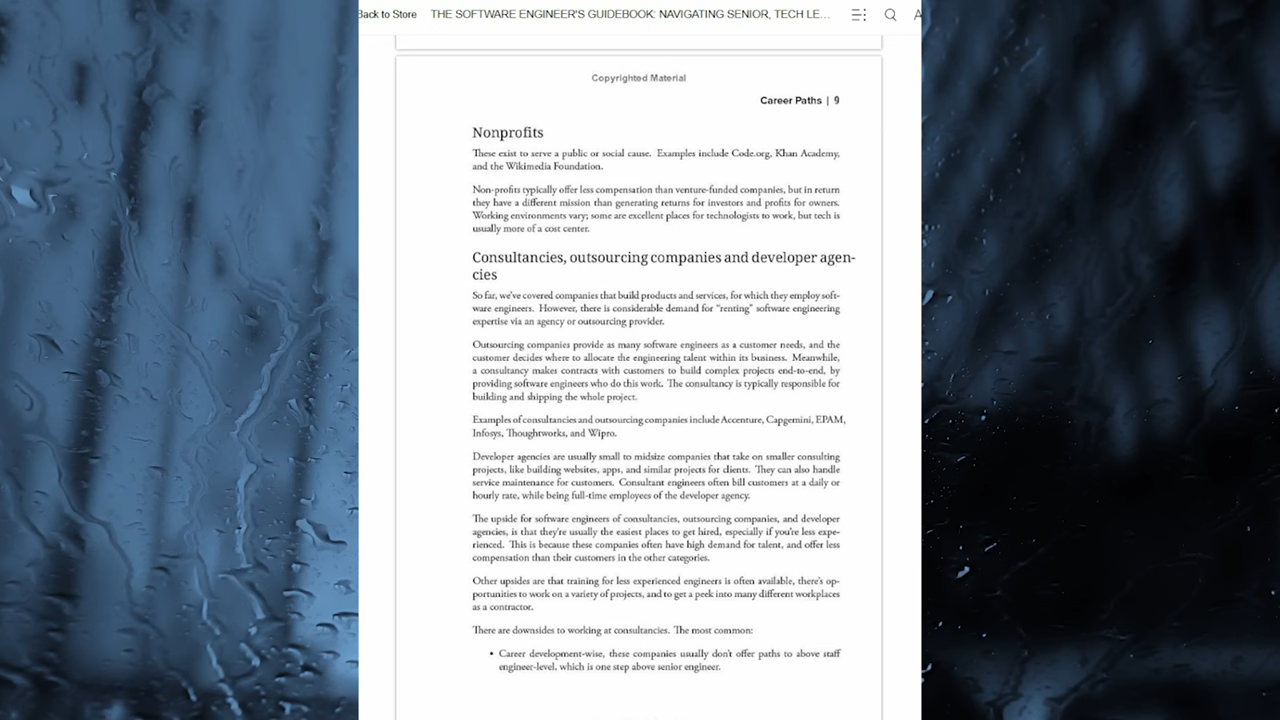 Back to Store THE SOFTWARE ENGINEER'S GUIDEBOOK: NAVIGATING SENIOR, TECH LE...
Copyrighted Material
Career Paths | 9
Nonprofits
These exist to serve a public or social cause. Examples include Code.org, Khan Academy,
and the Wikimedia Foundation.
Non-profits typically offer less compensation than venture-funded companies, but in return
they have a different mission than generating returns for investors and profits for owners.
Working environments vary; some are excellent places for technologists to work, but tech is
usually more of a cost center.
Consultancies, outsourcing companies and developer agen-
cies
So far, we've covered companies that build products and services, for which they employ soft-
ware engineers. However, there is considerable demand for "renting" software engineering
expertise via an agency or outsourcing provider.
Outsourcing companies provide as many software engineers as a customer needs, and the
customer decides where to allocate the engineering talent within its business. Meanwhile,
a consultancy makes contracts with customers to build complex projects end-to-end, by
providing software engineers who do this work. The consultancy is typically responsible for
building and shipping the whole project.
Examples of consultancies and outsourcing companies include Accenture, Capgemini, EPAM,
Infosys, Thoughtworks, and Wipro.
Developer agencies are usually small to midsize companies that take on smaller consulting
projects, like building websites, apps, and similar projects for clients. They can also handle
service maintenance for customers. Consultant engineers often bill customers at a daily or
hourly rate, while being full-time employees of the developer agency.
The upside for software engineers of consultancies, outsourcing companies, and developer
agencies, is that they're usually the easiest places to get hired, especially if you're less expe-
rienced. This is because these companies often have high demand for talent, and offer less
compensation than their customers in the other categories.
Other upsides are that training for less experienced engineers is often available, there's op-
portunities to work on a variety of projects, and to get a peek into many different workplaces
as a contractor.
There are downsides to working at consultancies. The most common:
• Career development-wise, these companies usually don't offer paths to above staff
engineer-level, which is one step above senior engineer.